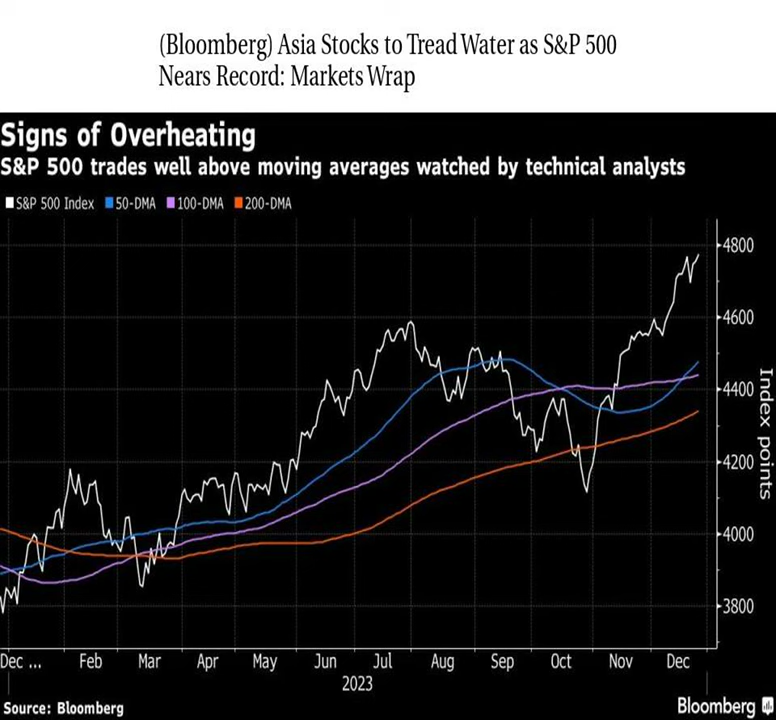 (Bloomberg) Asia Stocks to Tread Water as S&P 500
Nears Record: Markets Wrap
Signs of Overheating
S&P 500 trades well above moving averages watched by technical analysts
S&P 500 Index 50-DMA 100-DMA 200-DMA
4800
4600
4400
4200
4000
3800
Index points
Dec ... Feb Mar Apr May Jun Jul Aug Sep Oct Nov Dec
2023
Source: Bloomberg
Bloomberg